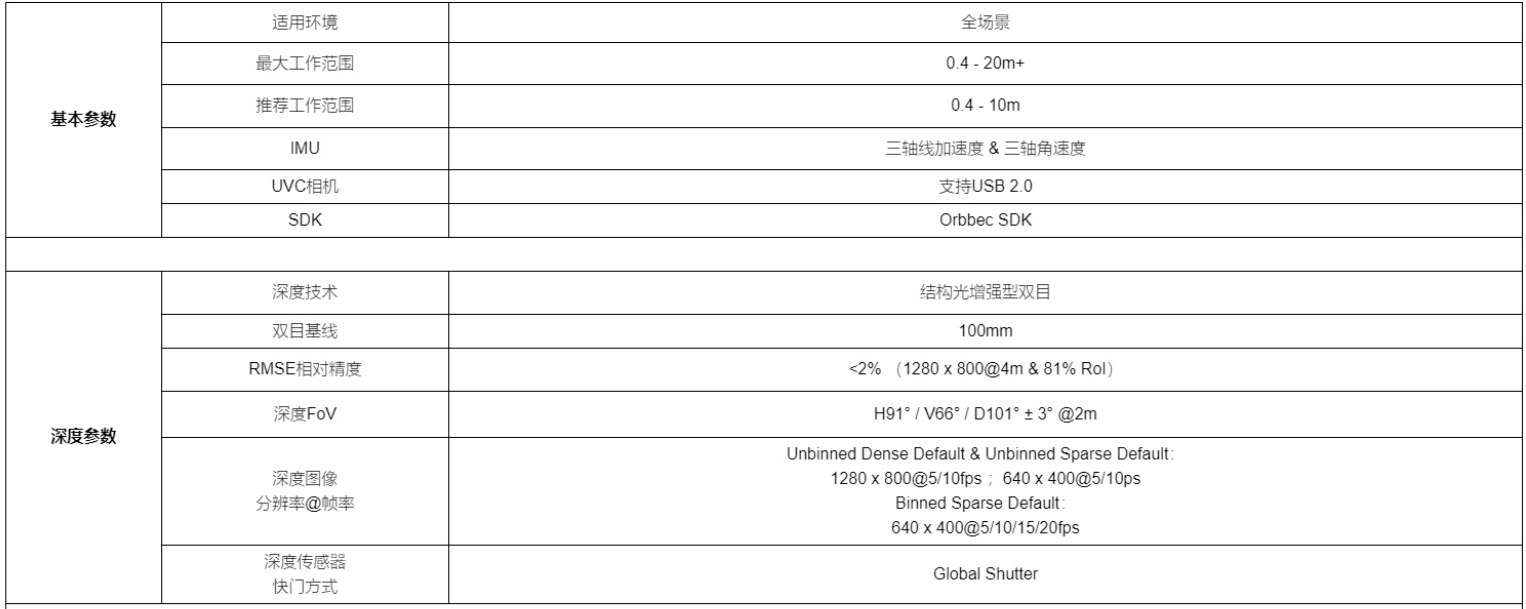 适用环境 全场景
最大工作范围 0.4 - 20m+
推荐工作范围 0.4 - 10m
基本参数
IMU 三轴线加速度 & 三轴角速度
UVC相机 支持USB 2.0
SDK Orbbec SDK
深度技术 结构光增强型双目
双目基线 100mm
RMSE相对精度 <2% （1280 x 800@4m & 81% RoI）
深度FoV H91° / V66° / D101° ± 3° @2m
深度参数
深度图像
分辨率@帧率
Unbinned Dense Default & Unbinned Sparse Default：
1280 x 800@5/10fps ；640 x 400@5/10ps
Binned Sparse Default：
640 x 400@5/10/15/20fps
深度传感器
快门方式
Global Shutter